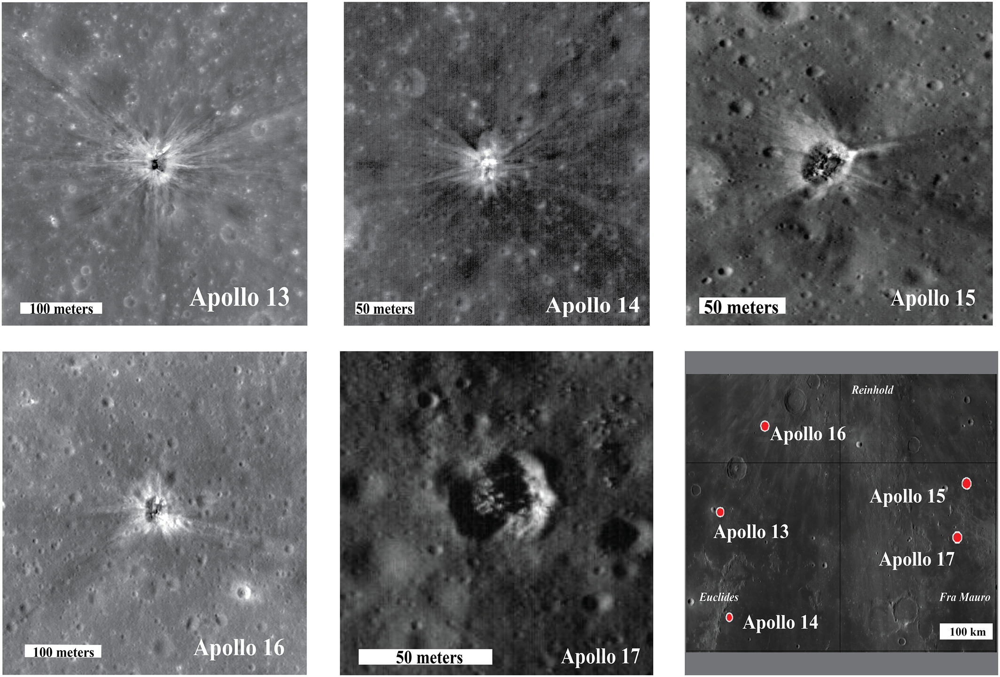 100 meters
Apollo 13
50 meters
Apollo 14
50 meters
Apollo 15
100 meters
Apollo 16
50 meters
Apollo 17
Reinhold
Apollo 16
Apollo 15
Apollo 13
Apollo 17
Euclides
Fra Mauro
Apollo 14
100 km